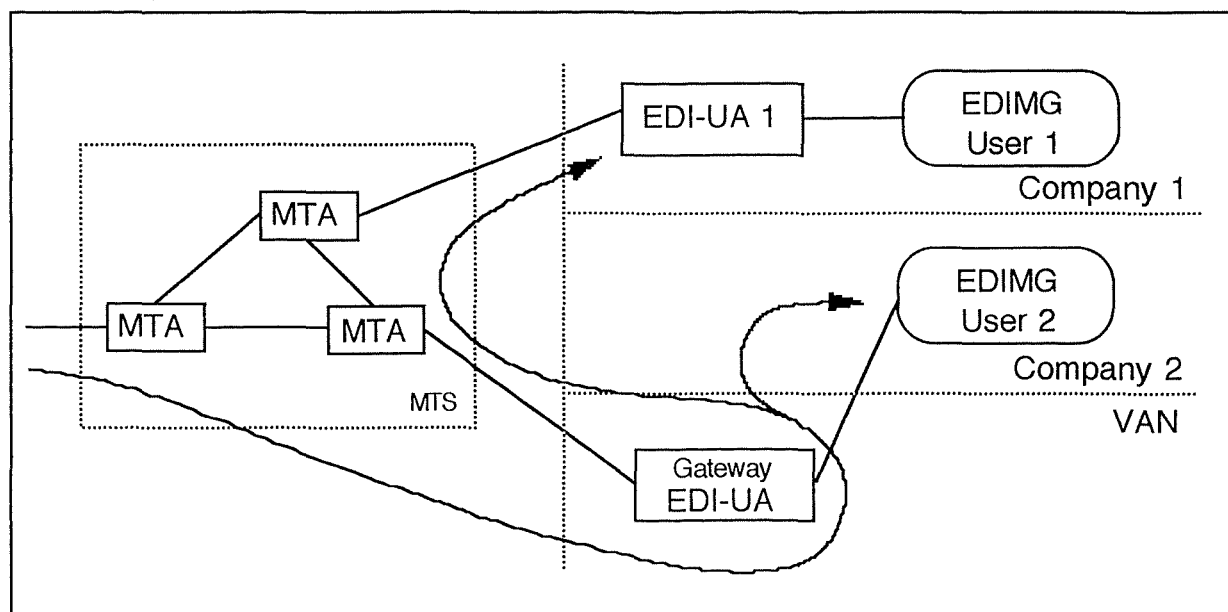 EDI-UA 1
EDIMG
User 1
Company 1
MTA
MTA
MTA
MTS
EDIMG
User 2
Company 2
VAN
Gateway
EDI-UA